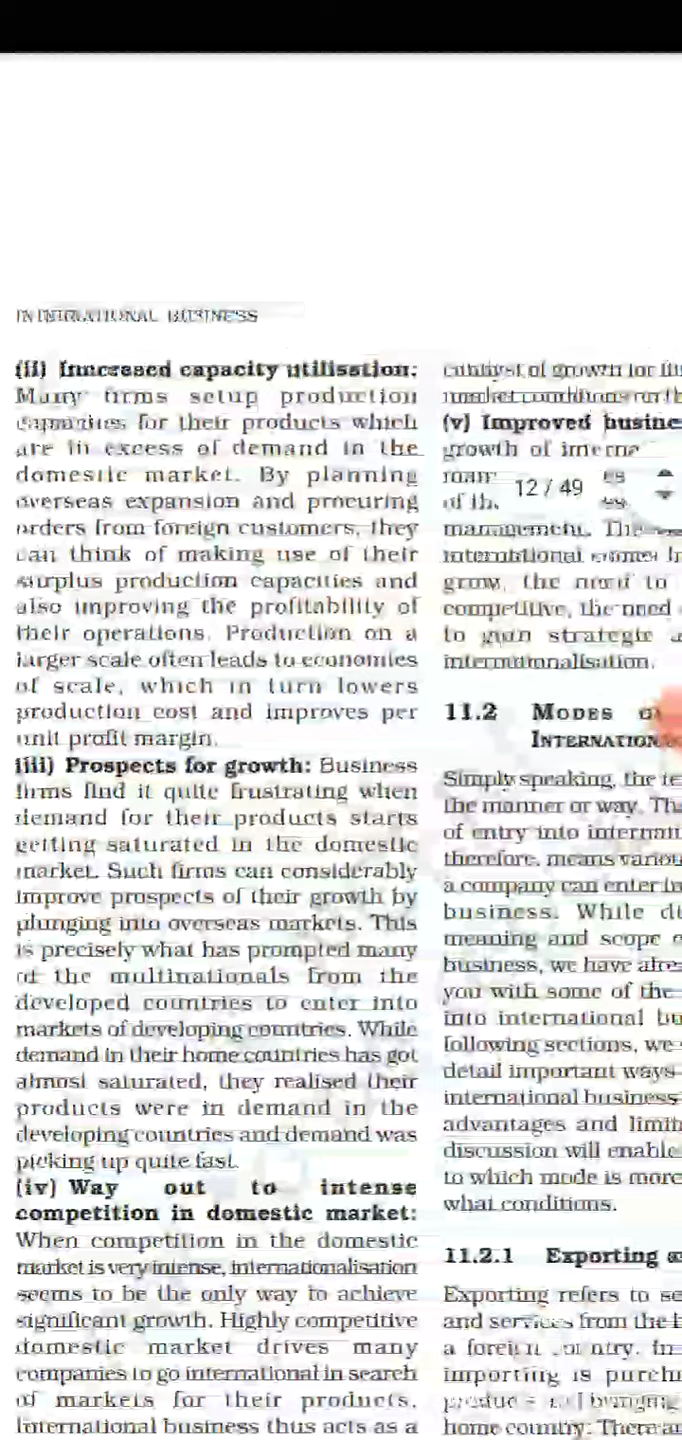 INTERNATIONAL BUSINESS
(ii) Increased capacity utilisation:
Many firms setup production
capacities for their products which
are in excess of demand in the
domestic market. By planning
overseas expansion and procuring
orders from foreign customers, they
can think of making use of their
surplus production capacities and
also improving the profitability of
their operations. Production on a
larger scale often leads to economies
of scale, which in turn lowers
production cost and improves per
unit profit margin.
(iii) Prospects for growth: Business
firms find it quite frustrating when
demand for their products starts
getting saturated in the domestic
market. Such firms can considerably
improve prospects of their growth by
plunging into overseas markets. This
is precisely what has prompted many
of the multinationals from the
developed countries to enter into
markets of developing countries. While
demand in their home countries has got
almost saturated, they realised their
products were in demand in the
developing countries and demand was
picking up quite fast.
(iv) Way out to intense
competition in domestic market:
When competition in the domestic
market is very intense, internationalisation
seems to be the only way to achieve
significant growth. Highly competitive
domestic market drives many
companies to go international in search
of markets for their products.
International business thus acts as a
catalyst of growth for
market conditions on
(v) Improved
growth of
12 / 49
of
management. The
international
grow, the need to
competitive, the need
to gain strategic
internationalisation.
11.2 MODES
Simply speaking, the
the manner or way.
of entry into
therefore, means
a company can enter
business. While
meaning and scope
business, we have
you with some of the
into international
following sections, we
detail important ways
international business
advantages and
discussion will enable
to which mode is more
what conditions.
11.2.1 Exporting
Exporting refers to
and services from the
a foreign country. In
importing is
bringing
home country. There